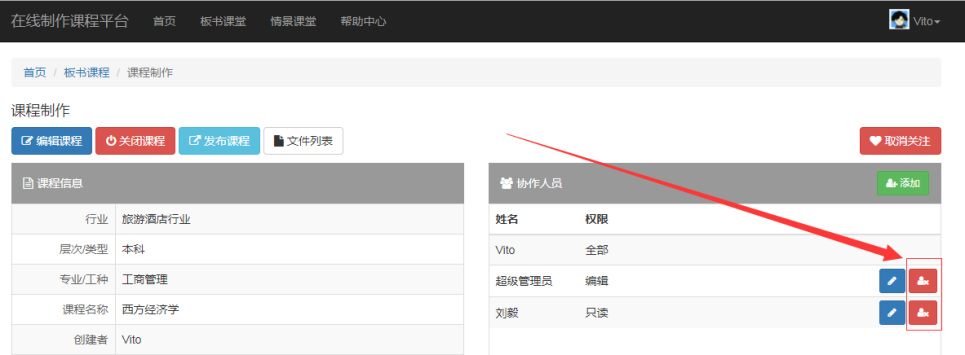 在线制作课程平台 首页 板书课堂 情景课堂 帮助中心 Vito
首页 / 板书课程 / 课程制作
课程制作
编辑课程 关闭课程 发布课程 文件列表 取消关注
课程信息
行业 旅游酒店行业
层次/类型 本科
专业/工种 工商管理
课程名称 西方经济学
创建者 Vito
协作人员 添加
姓名 权限
Vito 全部
超级管理员 编辑
刘毅 只读